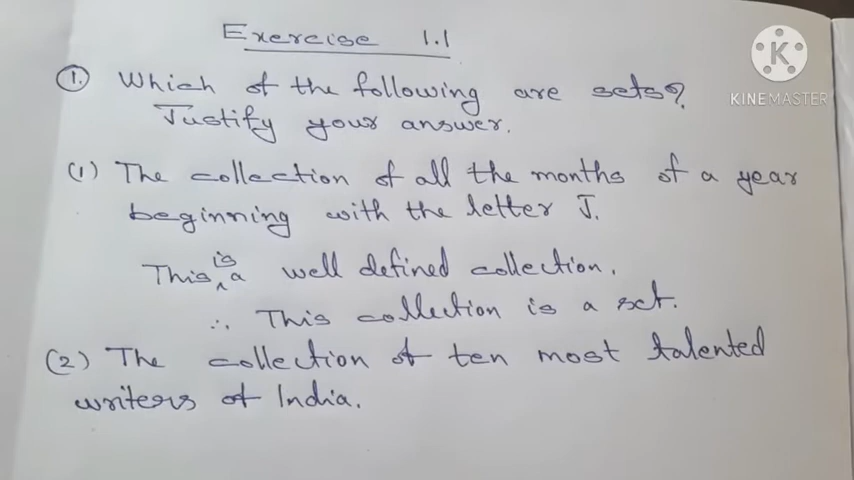 Exercise 1.1
① Which of the following are sets?
Justify your answer.
(1) The collection of all the months of a year
beginning with the letter J.
This is a well defined collection.
∴ This collection is a set.
(2) The collection of ten most talented
writers of India.
K
KINEMASTER